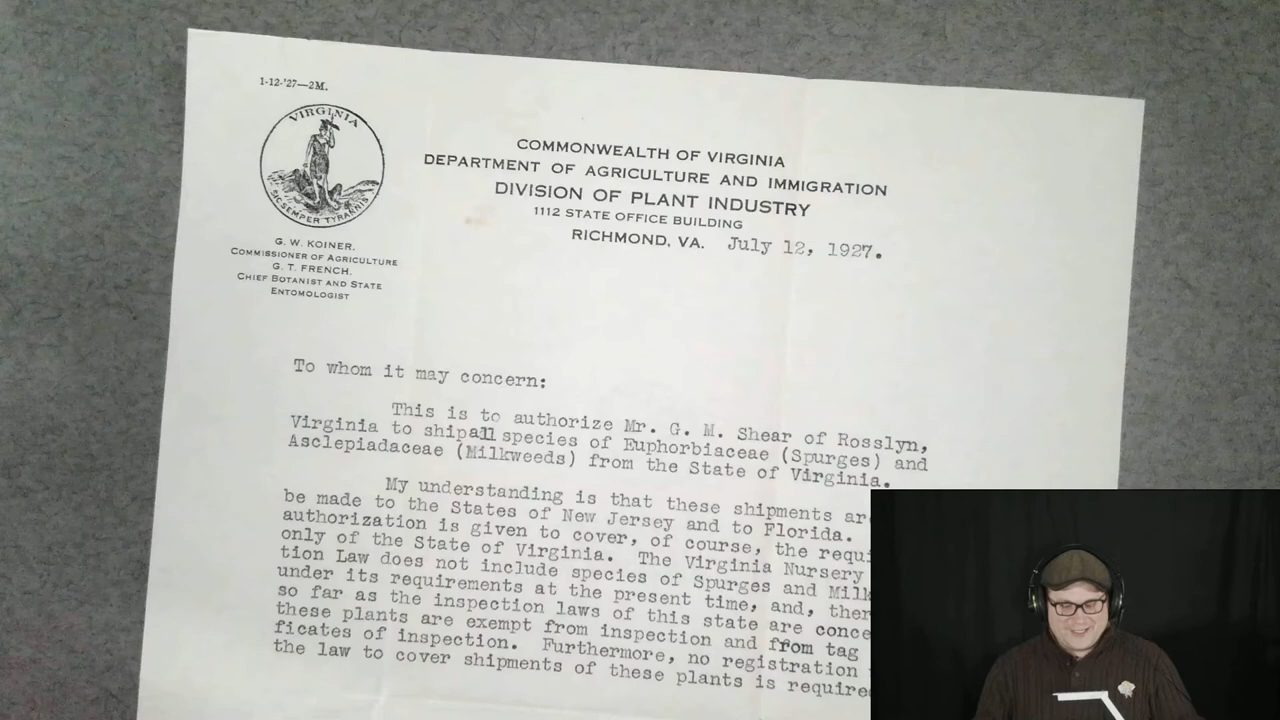 1-12-'27—2M.
VIRGINIA
SIC SEMPER TYRANNIS
G. W. KOINER,
COMMISSIONER OF AGRICULTURE
G. T. FRENCH,
CHIEF BOTANIST AND STATE
ENTOMOLOGIST
COMMONWEALTH OF VIRGINIA
DEPARTMENT OF AGRICULTURE AND IMMIGRATION
DIVISION OF PLANT INDUSTRY
1112 STATE OFFICE BUILDING
RICHMOND, VA. July 12, 1927.
To whom it may concern:
This is to authorize Mr. G. M. Shear of Rosslyn,
Virginia to ship all species of Euphorbiaceae (Spurges) and
Asclepiadaceae (Milkweeds) from the State of Virginia.
My understanding is that these shipments are
be made to the States of New Jersey and to Florida.
authorization is given to cover, of course, the requi
only of the State of Virginia. The Virginia Nursery
tion Law does not include species of Spurges and Milk
under its requirements at the present time, and, ther
so far as the inspection laws of this state are conce
these plants are exempt from inspection and from tag
ficates of inspection. Furthermore, no registration
the law to cover shipments of these plants is required